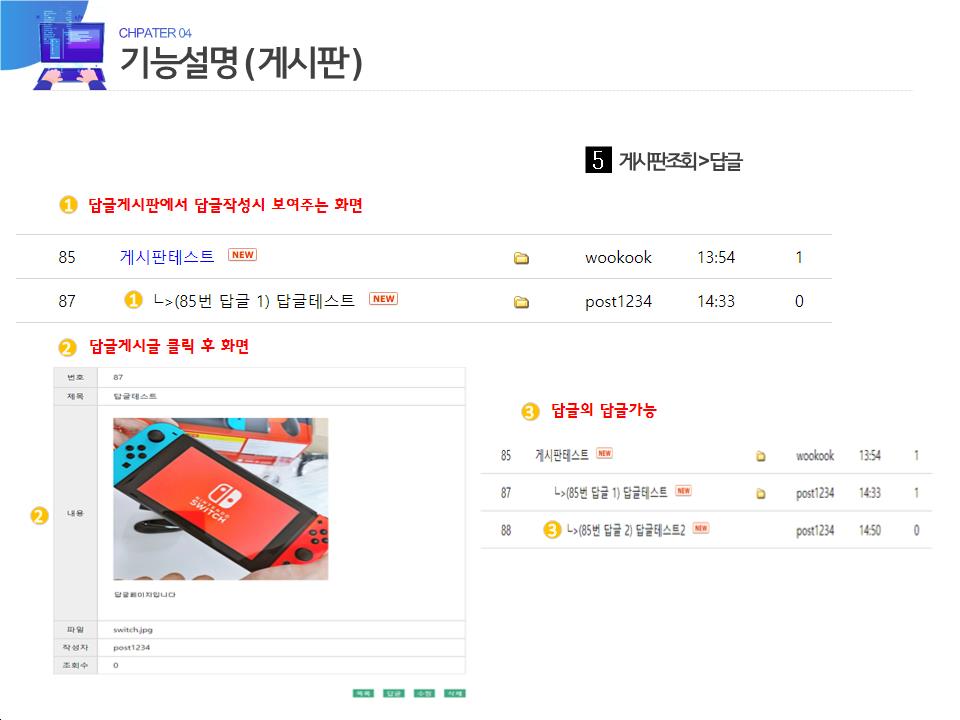 CHPATER 04
기능설명 ( 게시판 )
5 게시판조회>답글
1 답글게시판에서 답글작성시 보여주는 화면
85 게시판테스트 NEW wookook 13:54 1
87 1 ㄴ>(85번 답글 1) 답글테스트 NEW post1234 14:33 0
2 답글게시글 클릭 후 화면
번호 87
제목 답글테스트
2 내용
NINTENDO
SWITCH
답글페이지입니다
파일 switch.jpg
작성자 post1234
조회수 0
목록 답글 수정 삭제
3 답글의 답글가능
85 게시판테스트 NEW wookook 13:54 1
87 ㄴ>(85번 답글 1) 답글테스트 NEW post1234 14:33 1
88 3 ㄴ>(85번 답글 2) 답글테스트2 NEW post1234 14:50 0